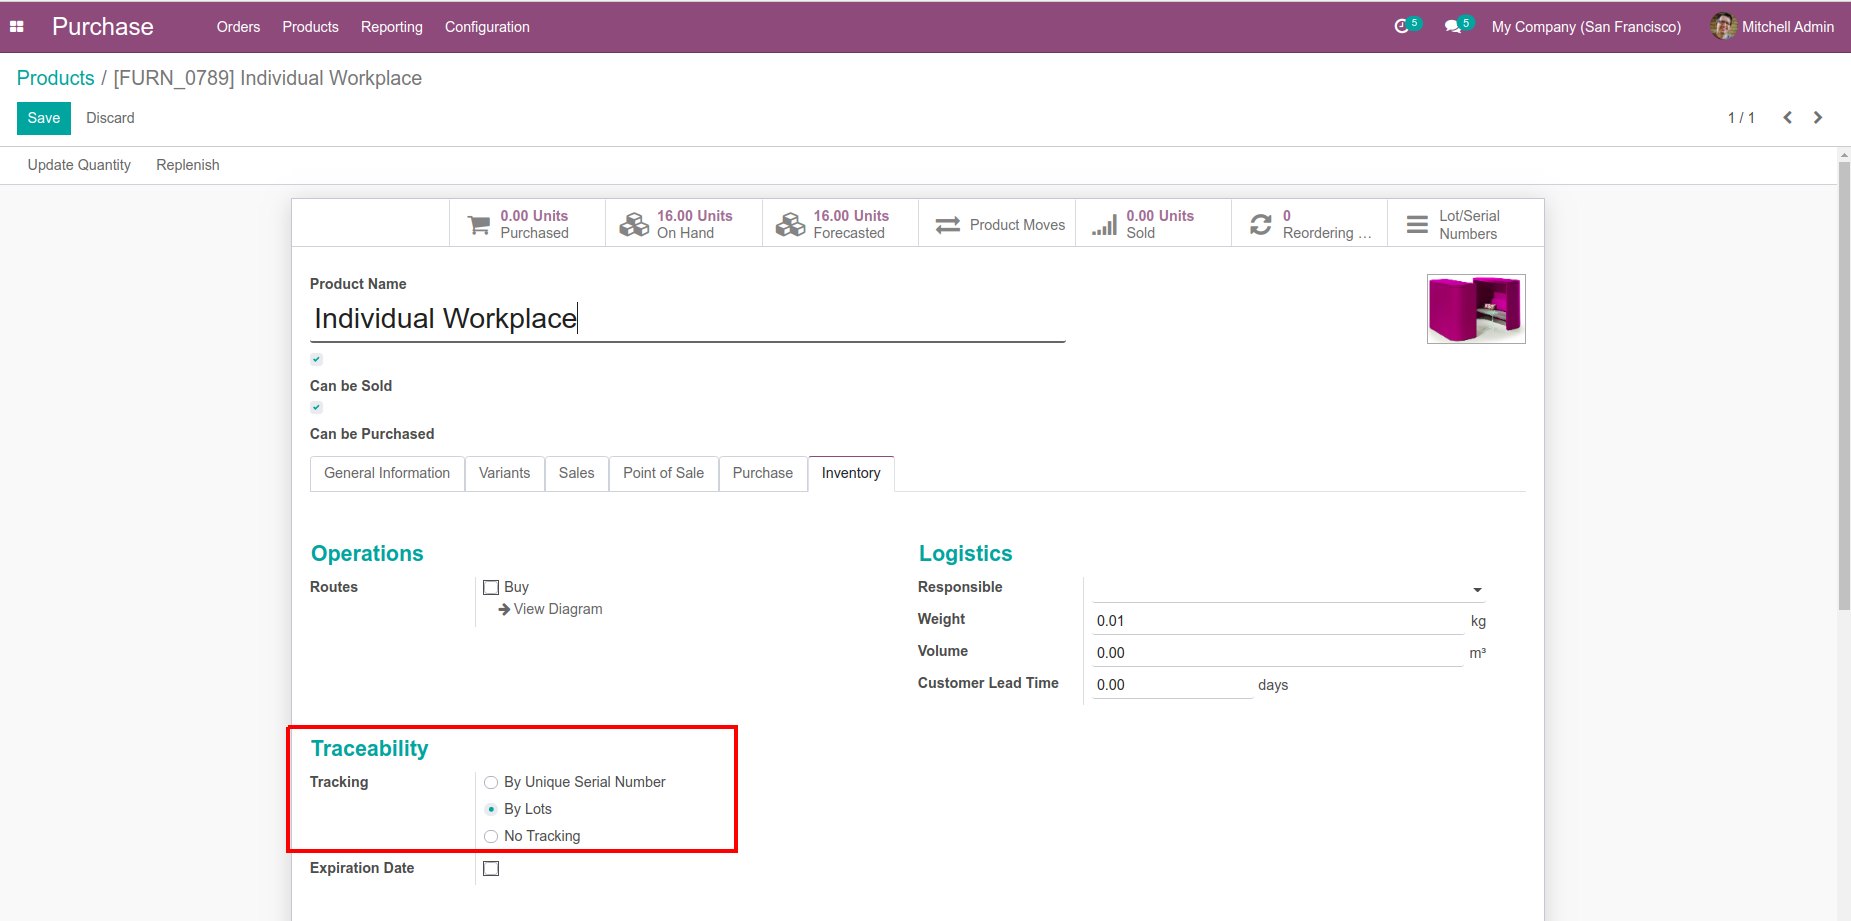 Purchase Orders Products Reporting Configuration 5 5 My Company (San Francisco) Mitchell Admin
Products / [FURN_0789] Individual Workplace
Save Discard 1 / 1
Update Quantity Replenish
0.00 Units
Purchased
16.00 Units
On Hand
16.00 Units
Forecasted
Product Moves
0.00 Units
Sold
0
Reordering ...
Lot/Serial
Numbers
Product Name
Individual Workplace
Can be Sold
Can be Purchased
General Information Variants Sales Point of Sale Purchase Inventory
Operations
Routes Buy
View Diagram
Logistics
Responsible
Weight 0.01 kg
Volume 0.00 m³
Customer Lead Time 0.00 days
Traceability
Tracking By Unique Serial Number
By Lots
No Tracking
Expiration Date